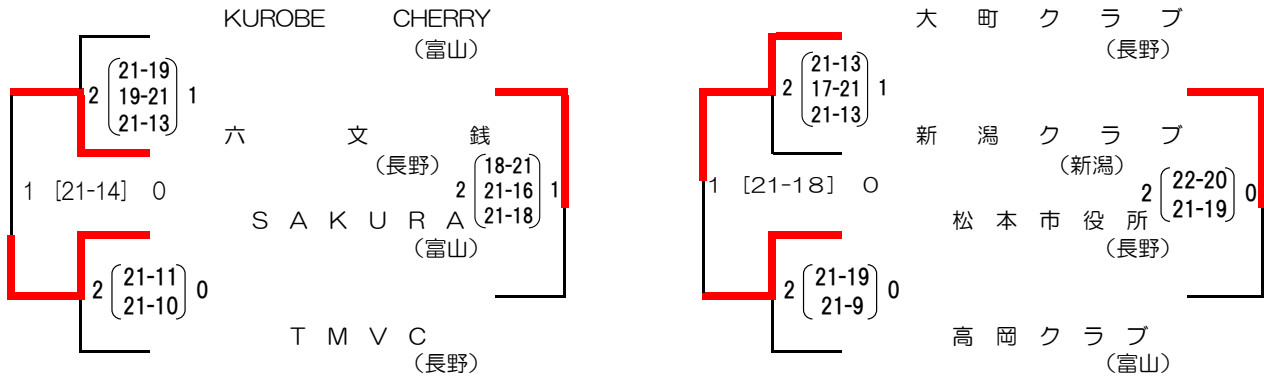 KUROBE CHERRY
(富山)
2 21-19 1
19-21
21-13
六文銭
(長野)
1 [21-14] 0
2 18-21 1
21-16
21-18
SAKURA
(富山)
2 21-11 0
21-10
TMVC
(長野)
大町クラブ
(長野)
2 21-13 1
17-21
21-13
新潟クラブ
(新潟)
1 [21-18] 0
2 22-20 0
21-19
松本市役所
(長野)
2 21-19 0
21-9
高岡クラブ
(富山)